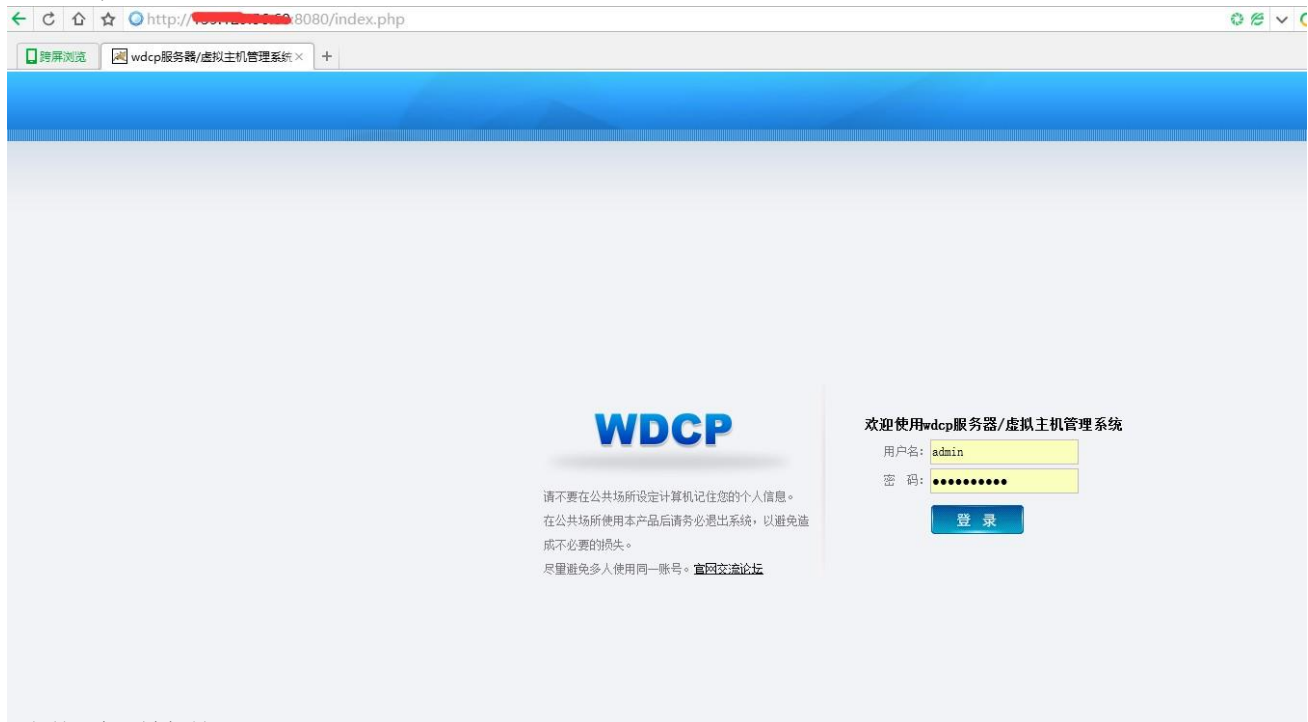 http://
:8080/index.php
跨屏浏览
wdcp服务器/虚拟主机管理系统
WDCP
欢迎使用wdcp服务器/虚拟主机管理系统
用户名: admin
密 码: ●●●●●●●●●●
登 录
请不要在公共场所设定计算机记住您的个人信息。
在公共场所使用本产品后请务必退出系统，以避免造
成不必要的损失。
尽量避免多人使用同一账号。官网交流论坛